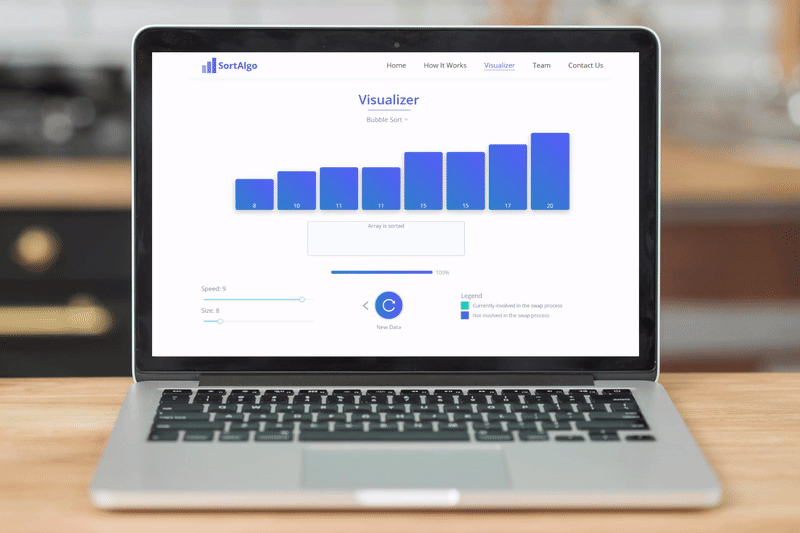 SortAlgo
Home How It Works Visualizer Team Contact Us
Visualizer
Bubble Sort
8 10 11 11 15 15 17 20
Array is sorted
100%
Speed: 9
Size: 8
New Data
Legend
Currently involved in the swap process
Not involved in the swap process